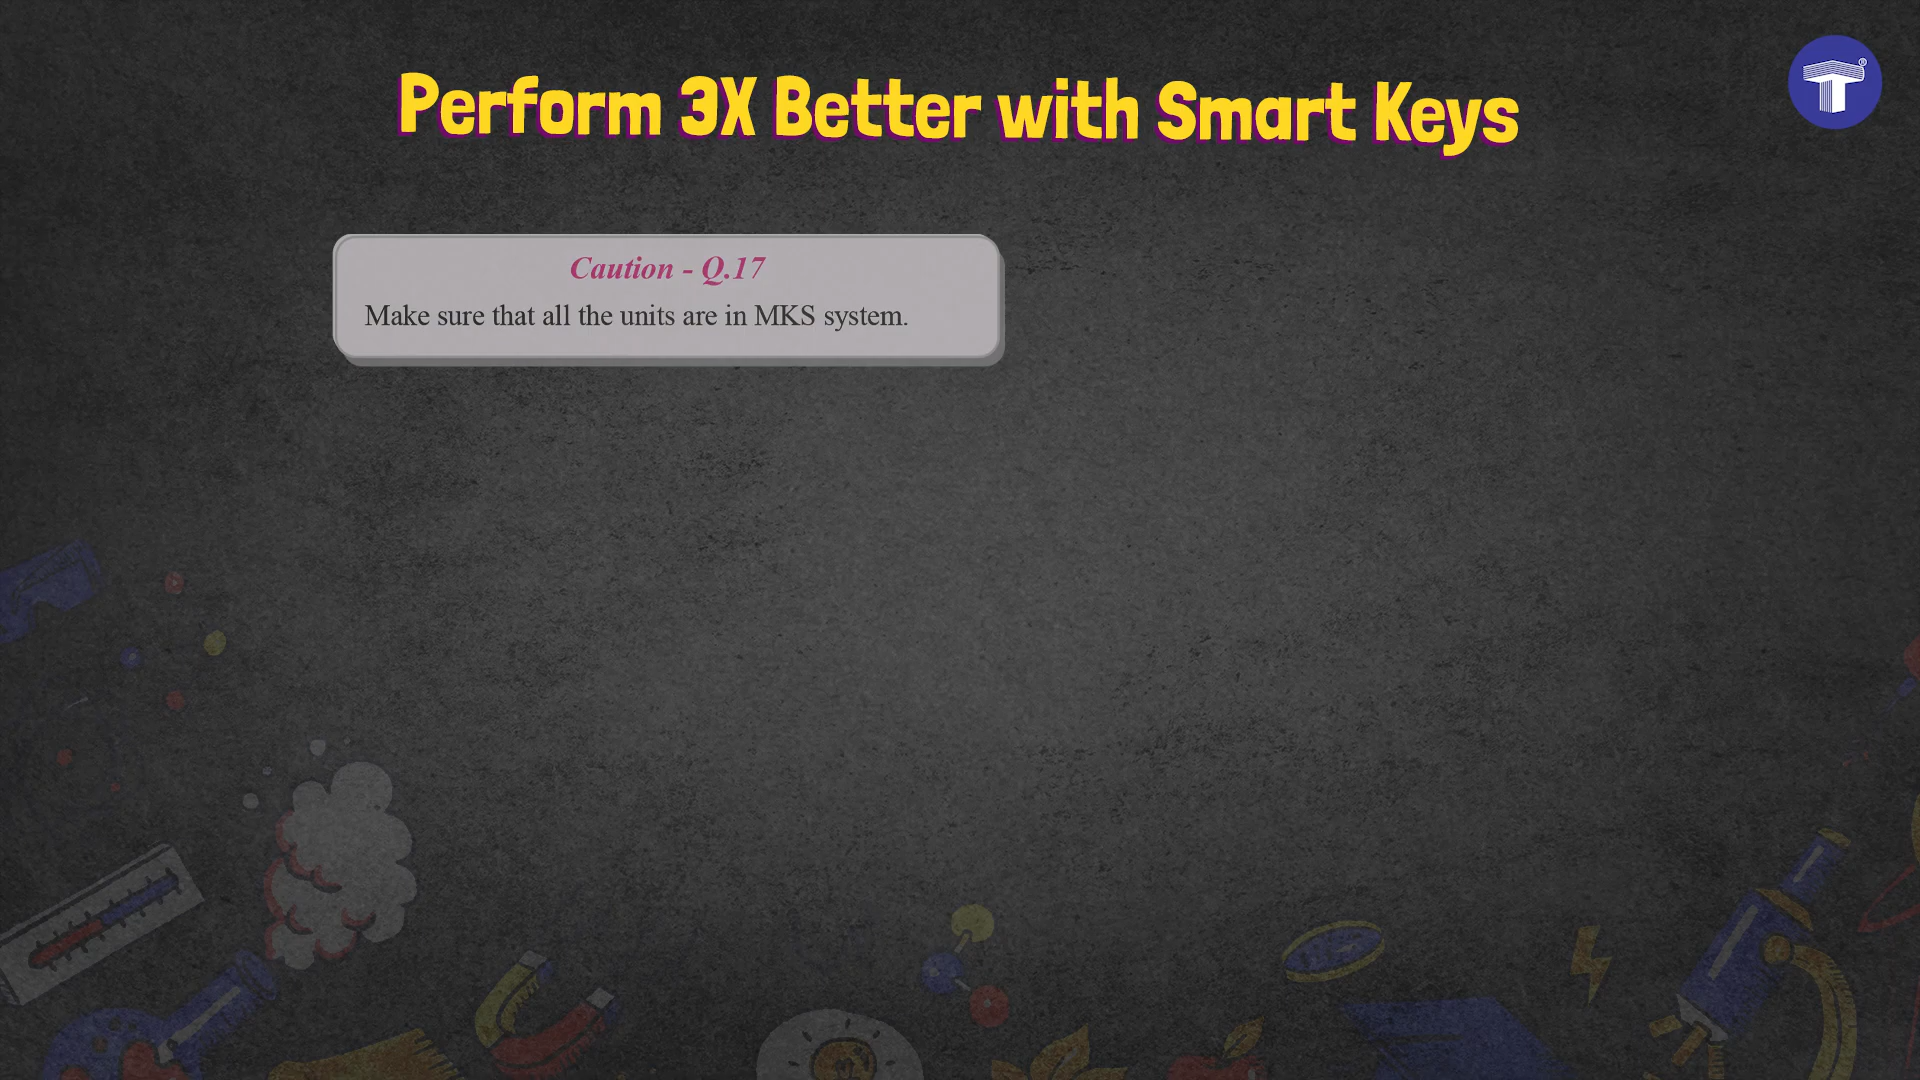 Perform 3X Better with Smart Keys
Caution - Q.17
Make sure that all the units are in MKS system.